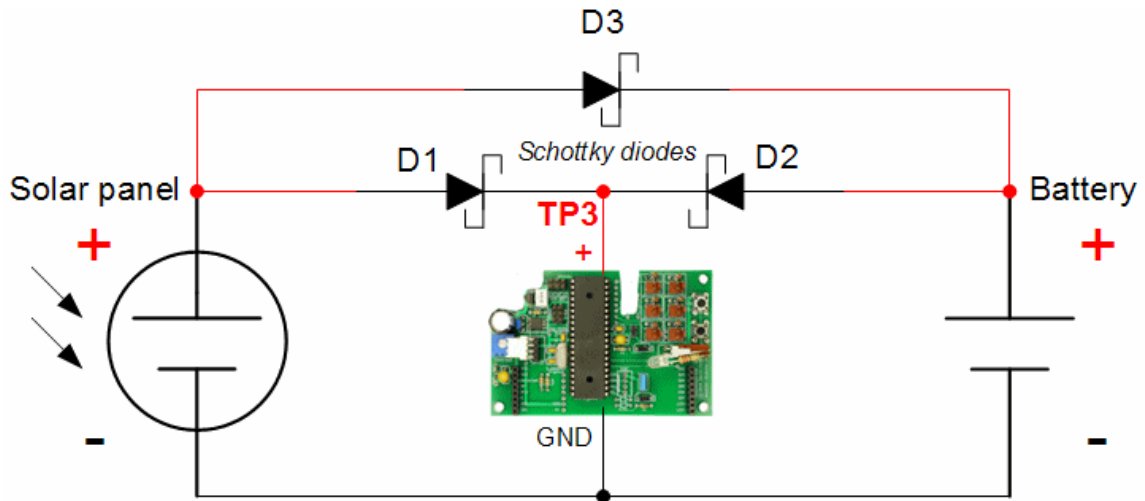 D3
Schottky diodes
D1
D2
Solar panel
Battery
TP3
+
+
+
GND
-
-